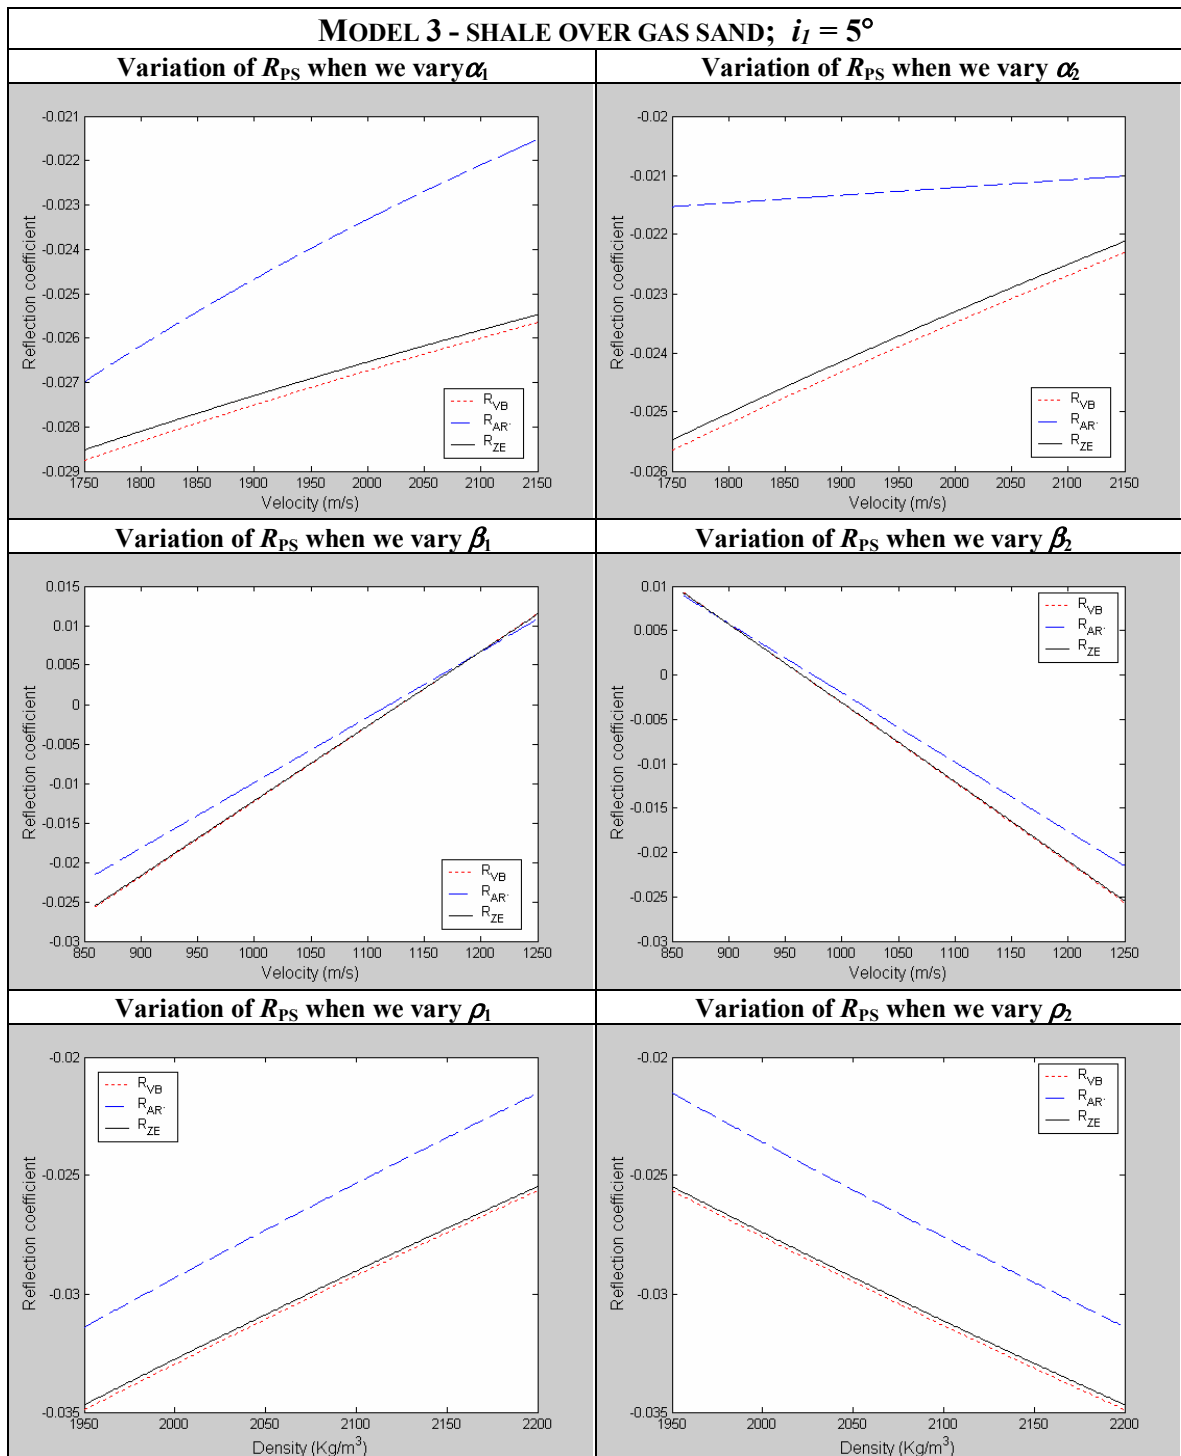 MODEL 3 - SHALE OVER GAS SAND; i1 = 5°
Variation of RPS when we vary α1
Variation of RPS when we vary α2
-0.021
-0.022
-0.023
-0.024
-0.025
-0.026
-0.027
-0.028
-0.029
Reflection coefficient
1750 1800 1850 1900 1950 2000 2050 2100 2150
Velocity (m/s)
RVB
RAR'
RZE
-0.02
-0.021
-0.022
-0.023
-0.024
-0.025
-0.026
Reflection coefficient
1750 1800 1850 1900 1950 2000 2050 2100 2150
Velocity (m/s)
RVB
RAR'
RZE
Variation of RPS when we vary β1
Variation of RPS when we vary β2
0.015
0.01
0.005
0
-0.005
-0.01
-0.015
-0.02
-0.025
-0.03
Reflection coefficient
850 900 950 1000 1050 1100 1150 1200 1250
Velocity (m/s)
RVB
RAR'
RZE
0.01
0.005
0
-0.005
-0.01
-0.015
-0.02
-0.025
-0.03
Reflection coefficient
850 900 950 1000 1050 1100 1150 1200 1250
Velocity (m/s)
RVB
RAR'
RZE
Variation of RPS when we vary ρ1
Variation of RPS when we vary ρ2
-0.02
-0.025
-0.03
-0.035
Reflection coefficient
1950 2000 2050 2100 2150 2200
Density (Kg/m³)
RVB
RAR'
RZE
-0.02
-0.025
-0.03
-0.035
Reflection coefficient
1950 2000 2050 2100 2150 2200
Density (Kg/m³)
RVB
RAR'
RZE